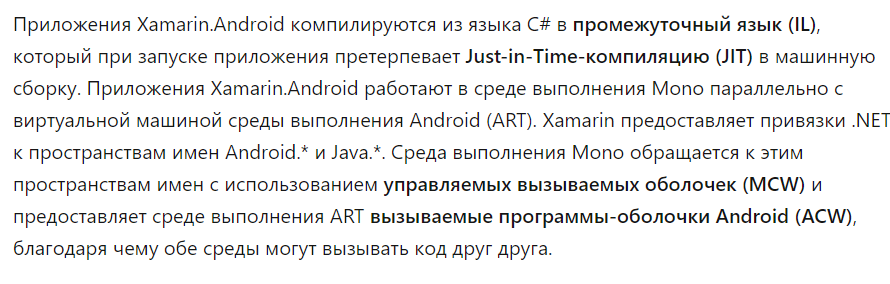 Приложения Xamarin.Android компилируются из языка C# в промежуточный язык (IL),
который при запуске приложения претерпевает Just-in-Time-компиляцию (JIT) в машинную
сборку. Приложения Xamarin.Android работают в среде выполнения Mono параллельно с
виртуальной машиной среды выполнения Android (ART). Xamarin предоставляет привязки .NET
к пространствам имен Android.* и Java.*. Среда выполнения Mono обращается к этим
пространствам имен с использованием управляемых вызываемых оболочек (MCW) и
предоставляет среде выполнения ART вызываемые программы-оболочки Android (ACW),
благодаря чему обе среды могут вызывать код друг друга.